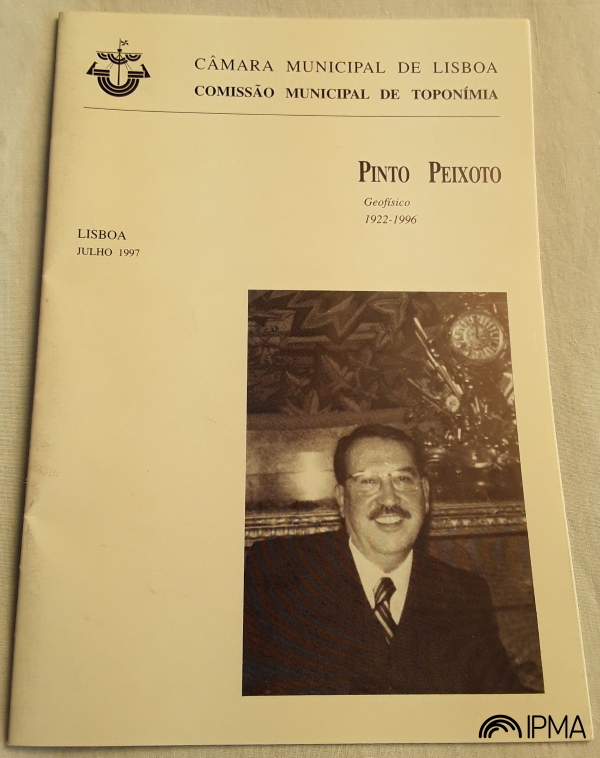 CÂMARA MUNICIPAL DE LISBOA
COMISSÃO MUNICIPAL DE TOPONÍMIA
PINTO PEIXOTO
Geofísico
1922-1996
LISBOA
JULHO 1997
IPMA